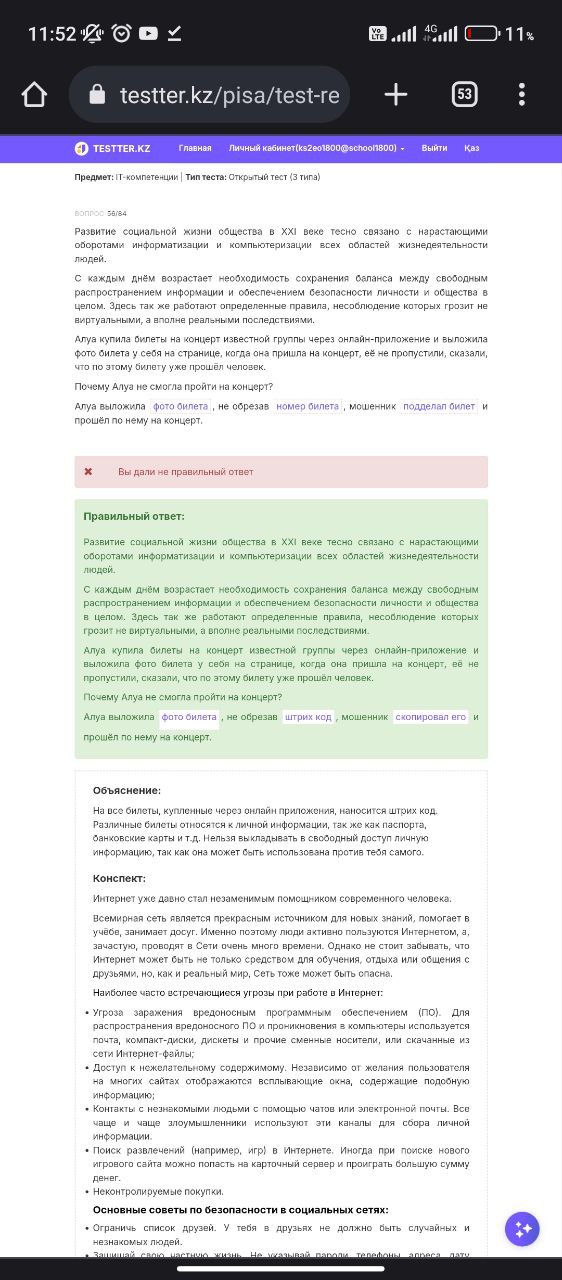 11:52
Vo LTE
4G
11%
testter.kz/pisa/test-re
53
TESTTER.KZ Главная Личный кабинет(ks2eo1800@school1800) Выйти Қаз
Предмет: IT-компетенции | Тип теста: Открытый тест (3 типа)
ВОПРОС 56/84
Развитие социальной жизни общества в XXI веке тесно связано с нарастающими
оборотами информатизации и компьютеризации всех областей жизнедеятельности
людей.
С каждым днём возрастает необходимость сохранения баланса между свободным
распространением информации и обеспечением безопасности личности и общества в
целом. Здесь так же работают определенные правила, несоблюдение которых грозит не
виртуальными, а вполне реальными последствиями.
Алуа купила билеты на концерт известной группы через онлайн-приложение и выложила
фото билета у себя на странице, когда она пришла на концерт, её не пропустили, сказали,
что по этому билету уже прошёл человек.
Почему Алуа не смогла пройти на концерт?
Алуа выложила фото билета , не обрезав номер билета , мошенник подделал билет и
прошёл по нему на концерт.
Вы дали не правильный ответ
Правильный ответ:
Развитие социальной жизни общества в XXI веке тесно связано с нарастающими
оборотами информатизации и компьютеризации всех областей жизнедеятельности
людей.
С каждым днём возрастает необходимость сохранения баланса между свободным
распространением информации и обеспечением безопасности личности и общества
в целом. Здесь так же работают определенные правила, несоблюдение которых
грозит не виртуальными, а вполне реальными последствиями.
Алуа купила билеты на концерт известной группы через онлайн-приложение и
выложила фото билета у себя на странице, когда она пришла на концерт, её не
пропустили, сказали, что по этому билету уже прошёл человек.
Почему Алуа не смогла пройти на концерт?
Алуа выложила фото билета , не обрезав штрих код , мошенник скопировал его и
прошёл по нему на концерт.
Объяснение:
На все билеты, купленные через онлайн приложения, наносится штрих код.
Различные билеты относятся к личной информации, так же как паспорта,
банковские карты и т.д. Нельзя выкладывать в свободный доступ личную
информацию, так как она может быть использована против тебя самого.
Конспект:
Интернет уже давно стал незаменимым помощником современного человека.
Всемирная сеть является прекрасным источником для новых знаний, помогает в
учёбе, занимает досуг. Именно поэтому люди активно пользуются Интернетом, а,
зачастую, проводят в Сети очень много времени. Однако не стоит забывать, что
Интернет может быть не только средством для обучения, отдыха или общения с
друзьями, но, как и реальный мир, Сеть тоже может быть опасна.
Наиболее часто встречающиеся угрозы при работе в Интернет:
• Угроза заражения вредоносным программным обеспечением (ПО). Для
распространения вредоносного ПО и проникновения в компьютеры используется
почта, компакт-диски, дискеты и прочие сменные носители, или скачанные из
сети Интернет-файлы;
• Доступ к нежелательному содержимому. Независимо от желания пользователя
на многих сайтах отображаются всплывающие окна, содержащие подобную
информацию;
• Контакты с незнакомыми людьми с помощью чатов или электронной почты. Все
чаще и чаще злоумышленники используют эти каналы для сбора личной
информации.
• Поиск развлечений (например, игр) в Интернете. Иногда при поиске нового
игрового сайта можно попасть на карточный сервер и проиграть большую сумму
денег.
• Неконтролируемые покупки.
Основные советы по безопасности в социальных сетях:
• Ограничь список друзей. У тебя в друзьях не должно быть случайных и
незнакомых людей.
• Защищай свою частную жизнь. Не указывай пароли, телефоны, адреса, дату